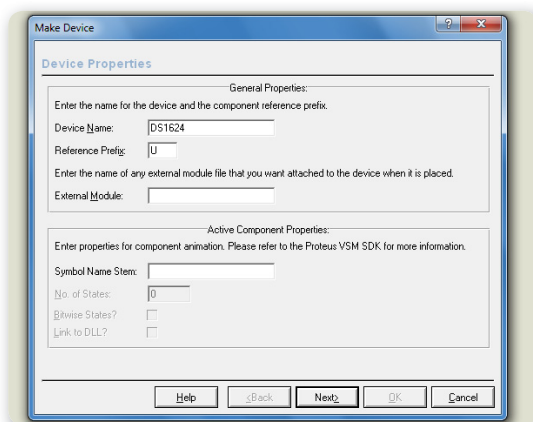 Make Device
Device Properties
General Properties:
Enter the name for the device and the component reference prefix.
Device Name: DS1624
Reference Prefix: U
Enter the name of any external module file that you want attached to the device when it is placed.
External Module:
Active Component Properties:
Enter properties for component animation. Please refer to the Proteus VSM SDK for more information.
Symbol Name Stem:
No. of States: 0
Bitwise States?
Link to DLL?
Help <Back Next> OK Cancel